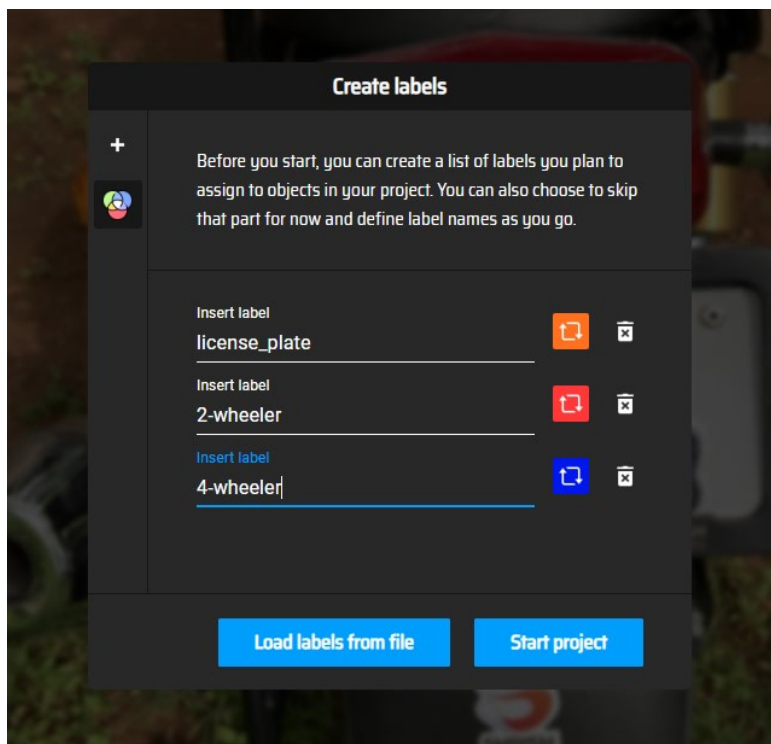 Create labels
Before you start, you can create a list of labels you plan to
assign to objects in your project. You can also choose to skip
that part for now and define label names as you go.
Insert label
license_plate
Insert label
2-wheeler
Insert label
4-wheeler
Load labels from file
Start project